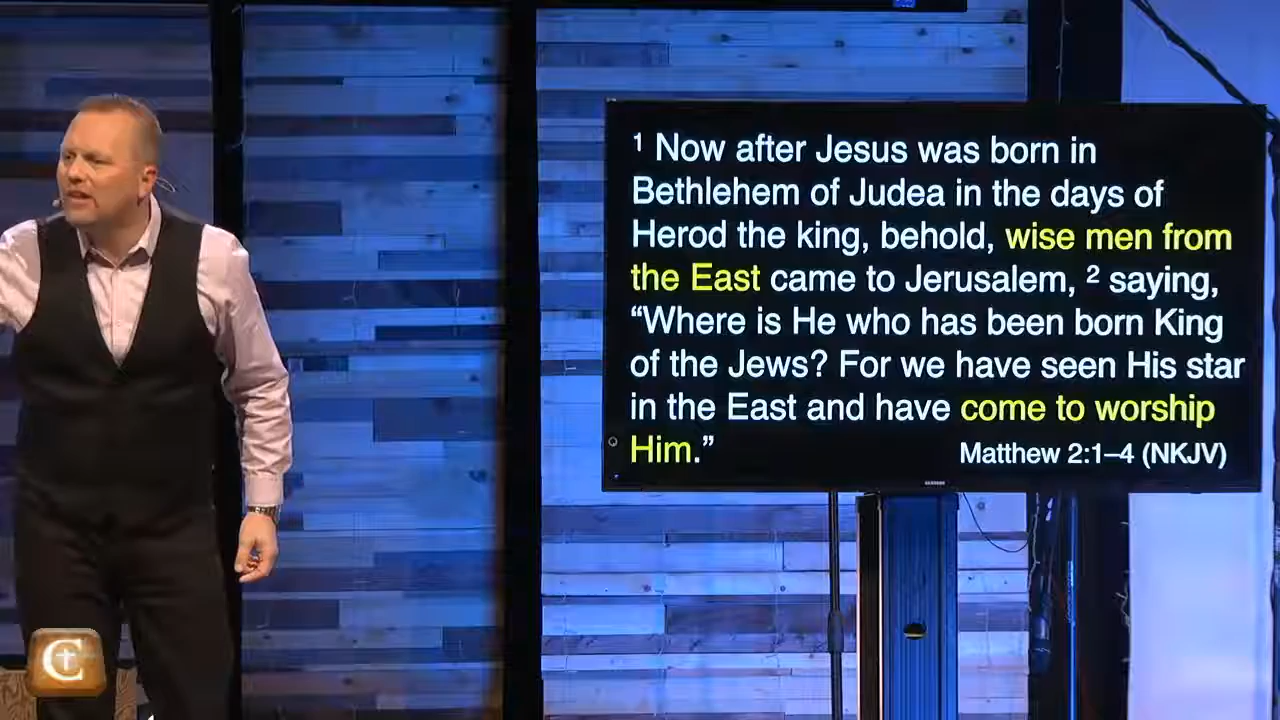 ¹ Now after Jesus was born in
Bethlehem of Judea in the days of
Herod the king, behold, wise men from
the East came to Jerusalem, ² saying,
“Where is He who has been born King
of the Jews? For we have seen His star
in the East and have come to worship
Him.” Matthew 2:1–4 (NKJV)
SAMSUNG
C